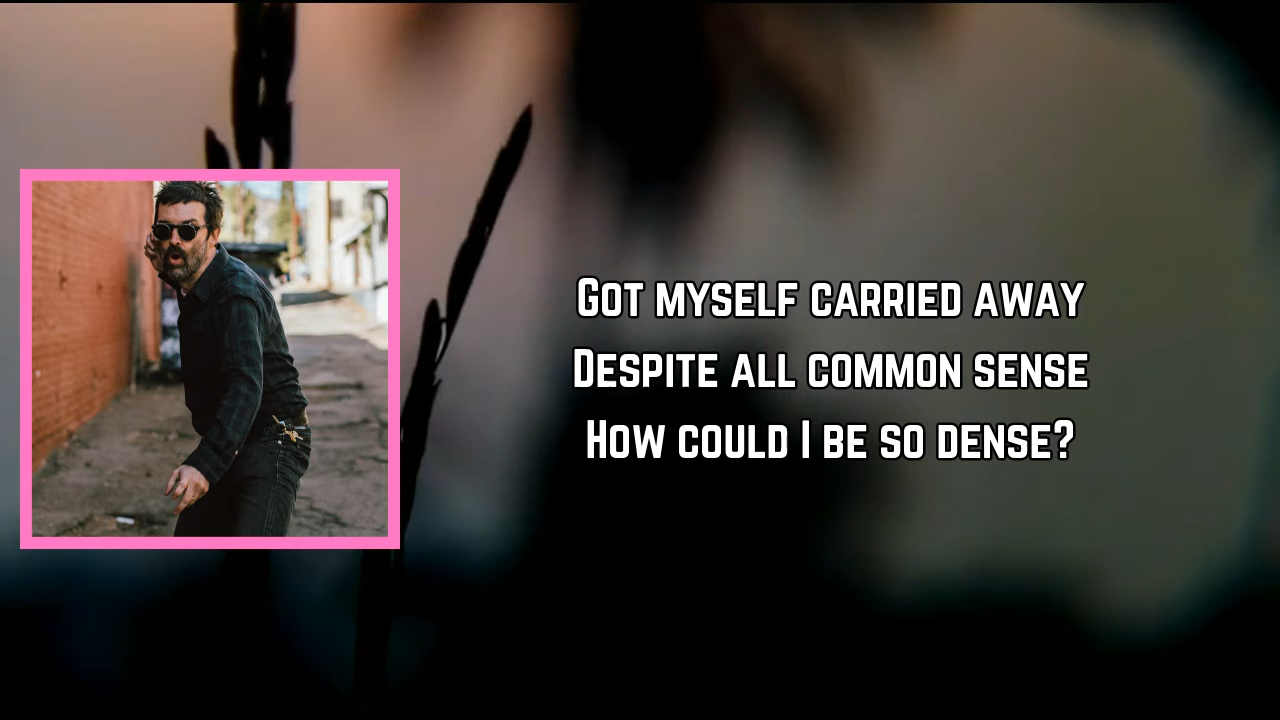 Got myself carried away
Despite all common sense
How could I be so dense?